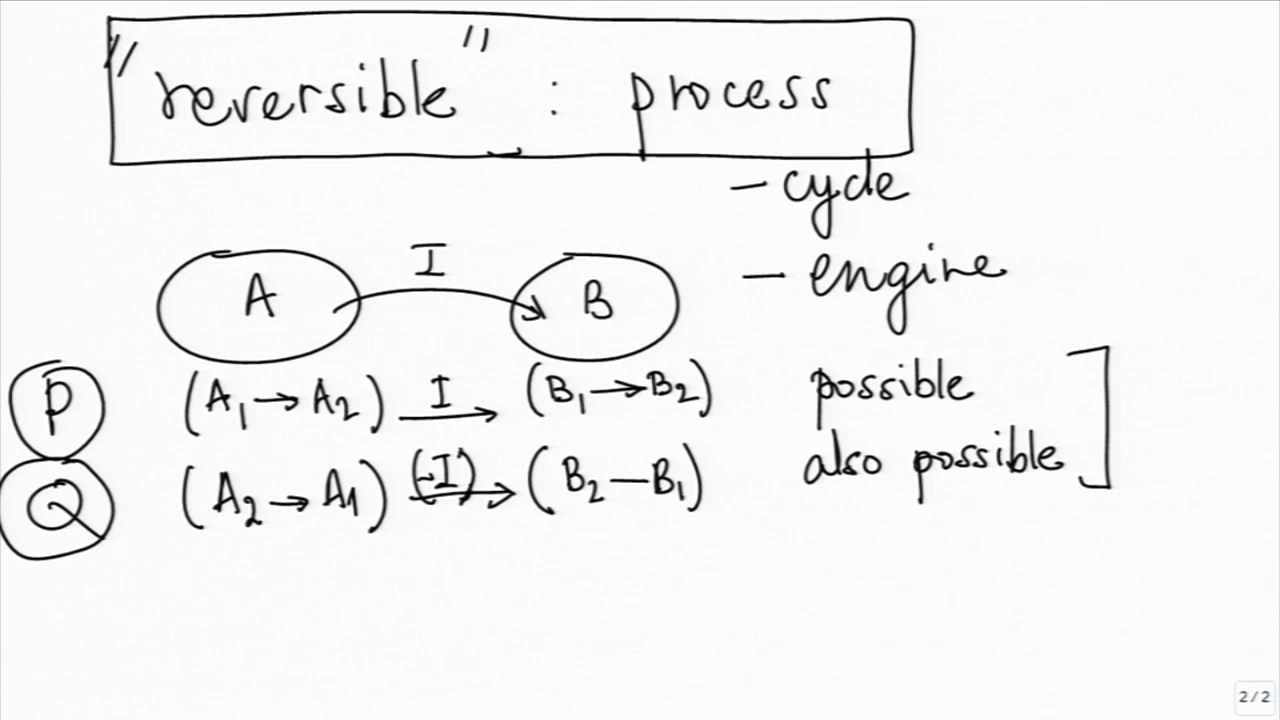 "reversible" : process
- cycle
- engine
A I B
P (A₁ → A₂) I→ (B₁ → B₂) possible
Q (A₂ → A1) (-I)→ (B₂ — B₁) also possible
2/2